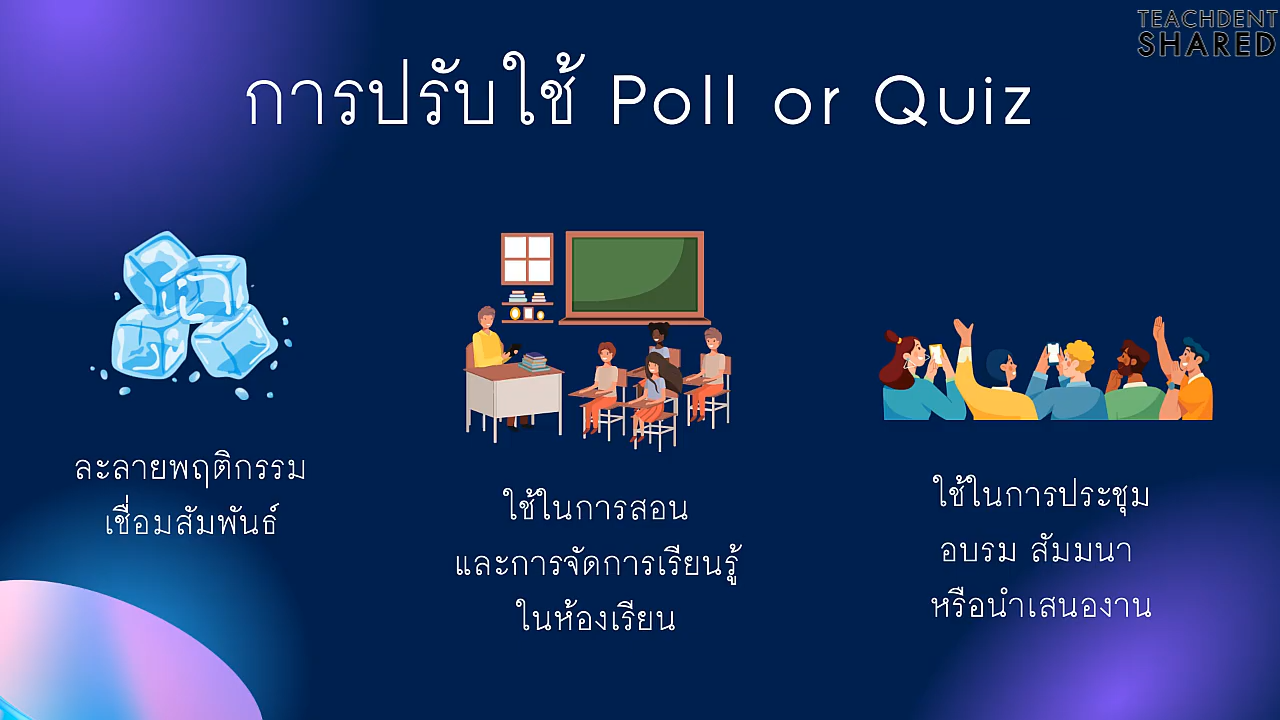 TEACHDENT
SHARED
การปรับใช้ Poll or Quiz
ละลายพฤติกรรม
เชื่อมสัมพันธ์
ใช้ในการสอน
และการจัดการเรียนรู้
ในห้องเรียน
ใช้ในการประชุม
อบรม สัมมนา
หรือนำเสนองาน